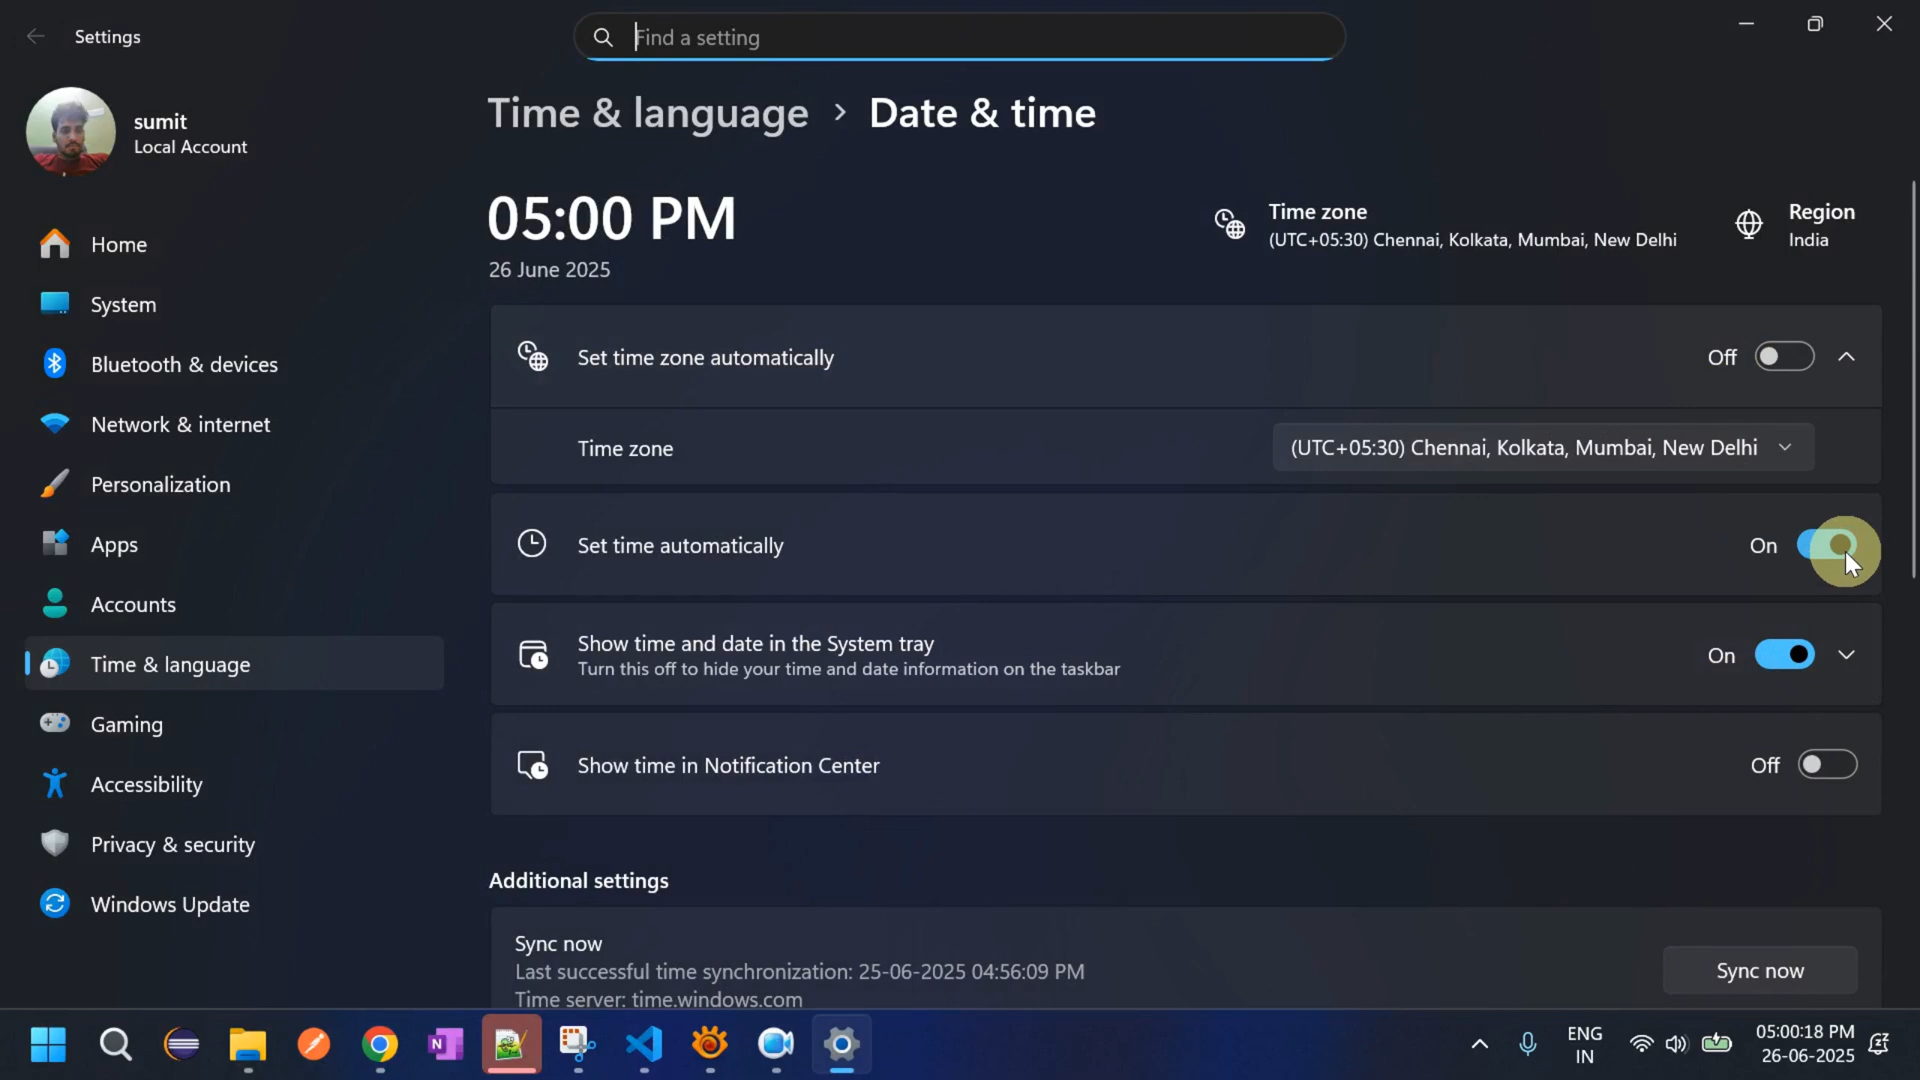 Settings
Find a setting
sumit
Local Account
Home
System
Bluetooth & devices
Network & internet
Personalization
Apps
Accounts
Time & language
Gaming
Accessibility
Privacy & security
Windows Update
Time & language > Date & time
05:00 PM
26 June 2025
Time zone
(UTC+05:30) Chennai, Kolkata, Mumbai, New Delhi
Region
India
Set time zone automatically
Off
Time zone
(UTC+05:30) Chennai, Kolkata, Mumbai, New Delhi
Set time automatically
On
Show time and date in the System tray
Turn this off to hide your time and date information on the taskbar
On
Show time in Notification Center
Off
Additional settings
Sync now
Last successful time synchronization: 25-06-2025 04:56:09 PM
Time server: time.windows.com
Sync now
N
ENG
IN
05:00:18 PM
26-06-2025